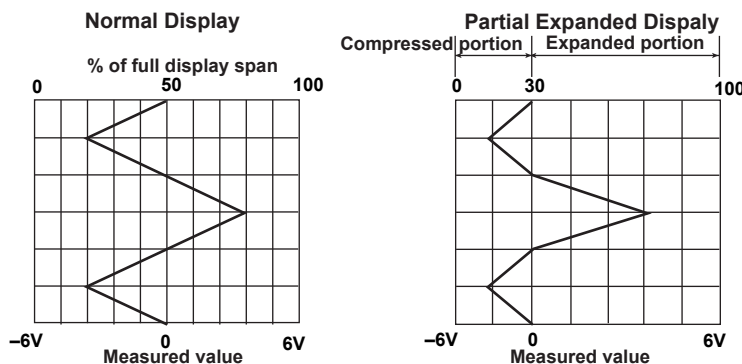 Normal Display
% of full display span
0 50 100
–6V 0 6V
Measured value
Partial Expanded Dispaly
Compressed portion Expanded portion
0 30 100
–6V 0 6V
Measured value